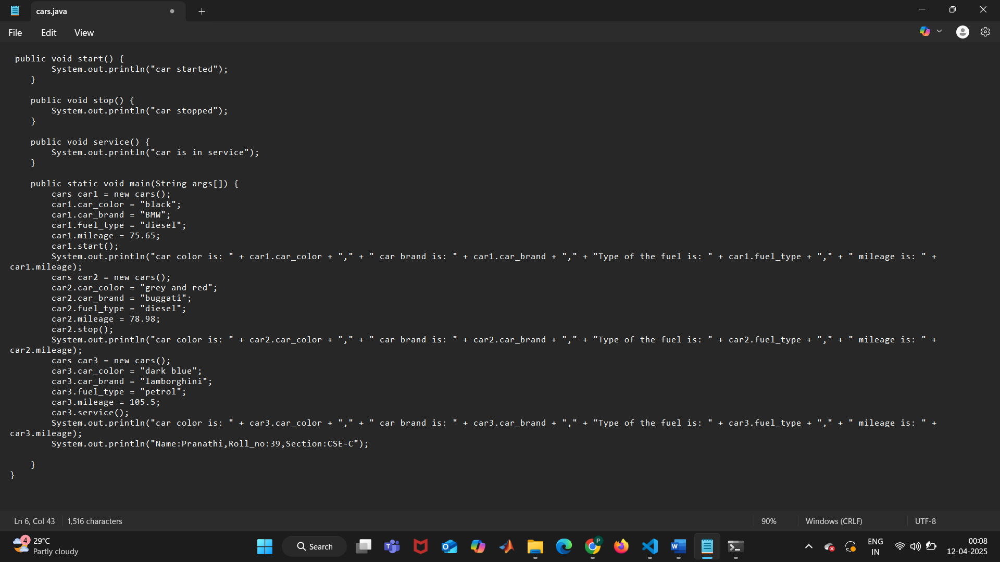 cars.java
File Edit View
public void start() {
System.out.println("car started");
}
public void stop() {
System.out.println("car stopped");
}
public void service() {
System.out.println("car is in service");
}
public static void main(String args[]) {
cars car1 = new cars();
car1.car_color = "black";
car1.car_brand = "BMW";
car1.fuel_type = "diesel";
car1.mileage = 75.65;
car1.start();
System.out.println("car color is: " + car1.car_color + "," + " car brand is: " + car1.car_brand + "," + "Type of the fuel is: " + car1.fuel_type + "," + " mileage is: " +
car1.mileage);
cars car2 = new cars();
car2.car_color = "grey and red";
car2.car_brand = "buggati";
car2.fuel_type = "diesel";
car2.mileage = 78.98;
car2.stop();
System.out.println("car color is: " + car2.car_color + "," + " car brand is: " + car2.car_brand + "," + "Type of the fuel is: " + car2.fuel_type + "," + " mileage is: " +
car2.mileage);
cars car3 = new cars();
car3.car_color = "dark blue";
car3.car_brand = "lamborghini";
car3.fuel_type = "petrol";
car3.mileage = 105.5;
car3.service();
System.out.println("car color is: " + car3.car_color + "," + " car brand is: " + car3.car_brand + "," + "Type of the fuel is: " + car3.fuel_type + "," + " mileage is: " +
car3.mileage);
System.out.println("Name:Pranathi,Roll_no:39,Section:CSE-C");
}
}
Ln 6, Col 43 1,516 characters 90% Windows (CRLF) UTF-8
4 29°C
Partly cloudy
Search
P
ENG
IN
00:08
12-04-2025